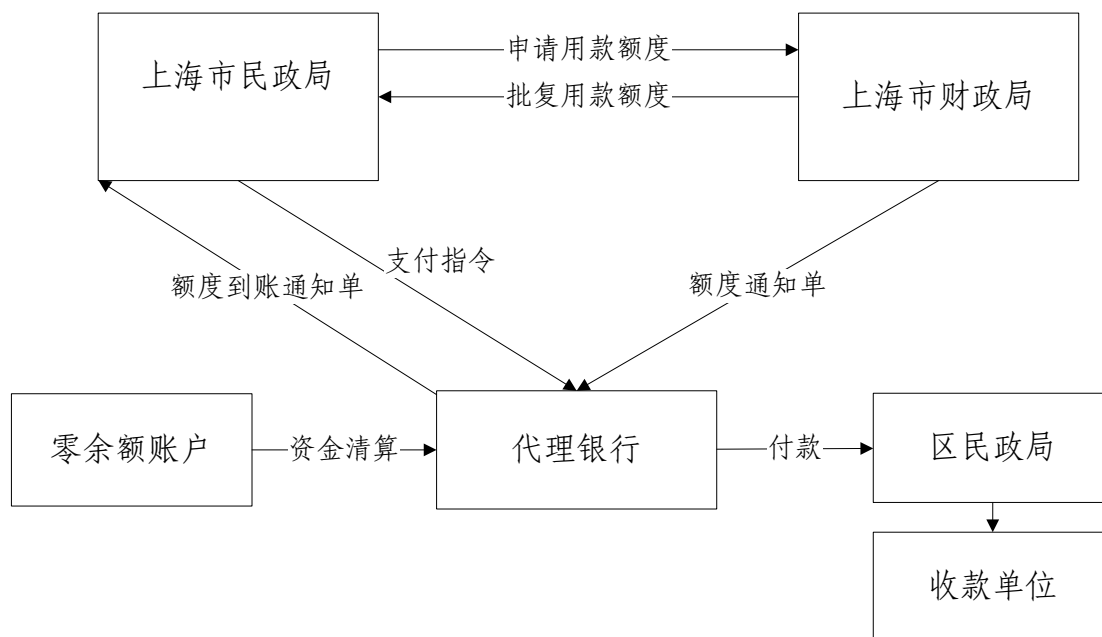 申请用款额度
上海市民政局
上海市财政局
批复用款额度
支付指令
额度到账通知单
额度通知单
零余额账户
资金清算
代理银行
付款
区民政局
收款单位